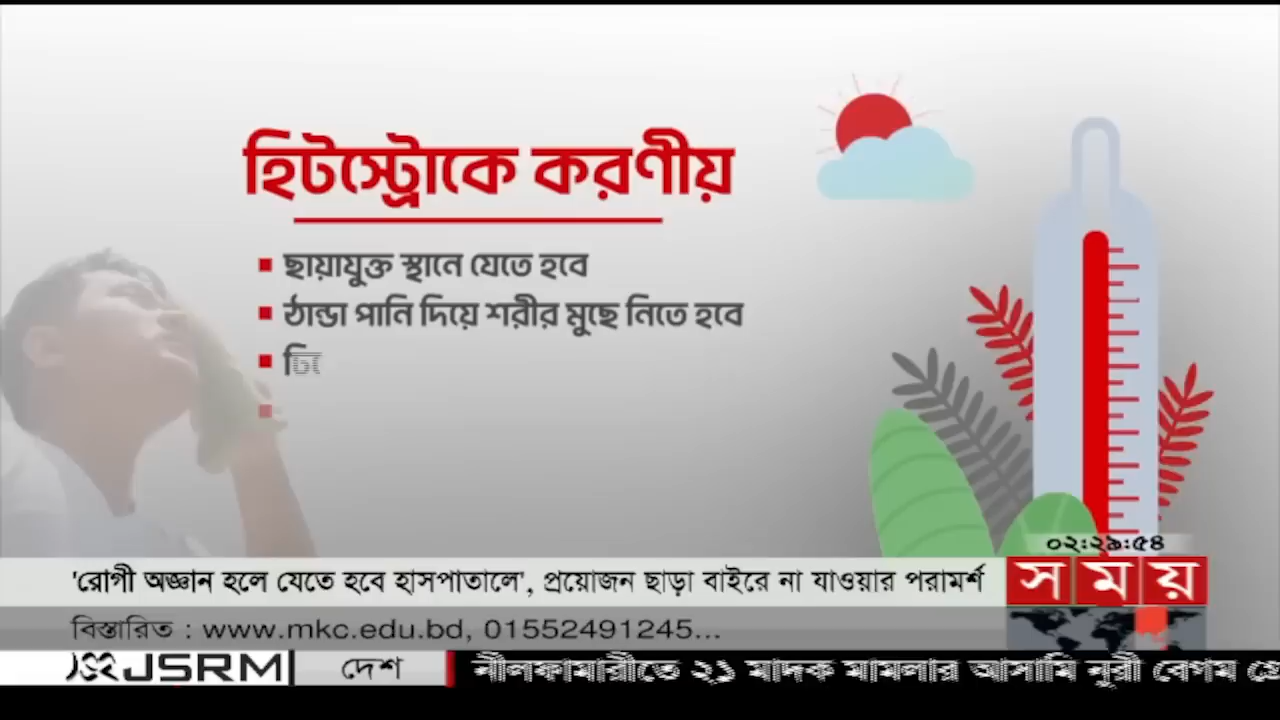 হিটস্ট্রোকে করণীয়
ছায়াযুক্ত স্থানে যেতে হবে
ঠান্ডা পানি দিয়ে শরীর মুছে নিতে হবে
০২:২৯:৫৪
'রোগী অজ্ঞান হলে যেতে হবে হাসপাতালে', প্রয়োজন ছাড়া বাইরে না যাওয়ার পরামর্শ
সময়
বিস্তারিত : www.mkc.edu.bd, 01552491245...
JSRM দেশ নীলফামারীতে ২১ মাদক মামলার আসামি নূরী বেগম